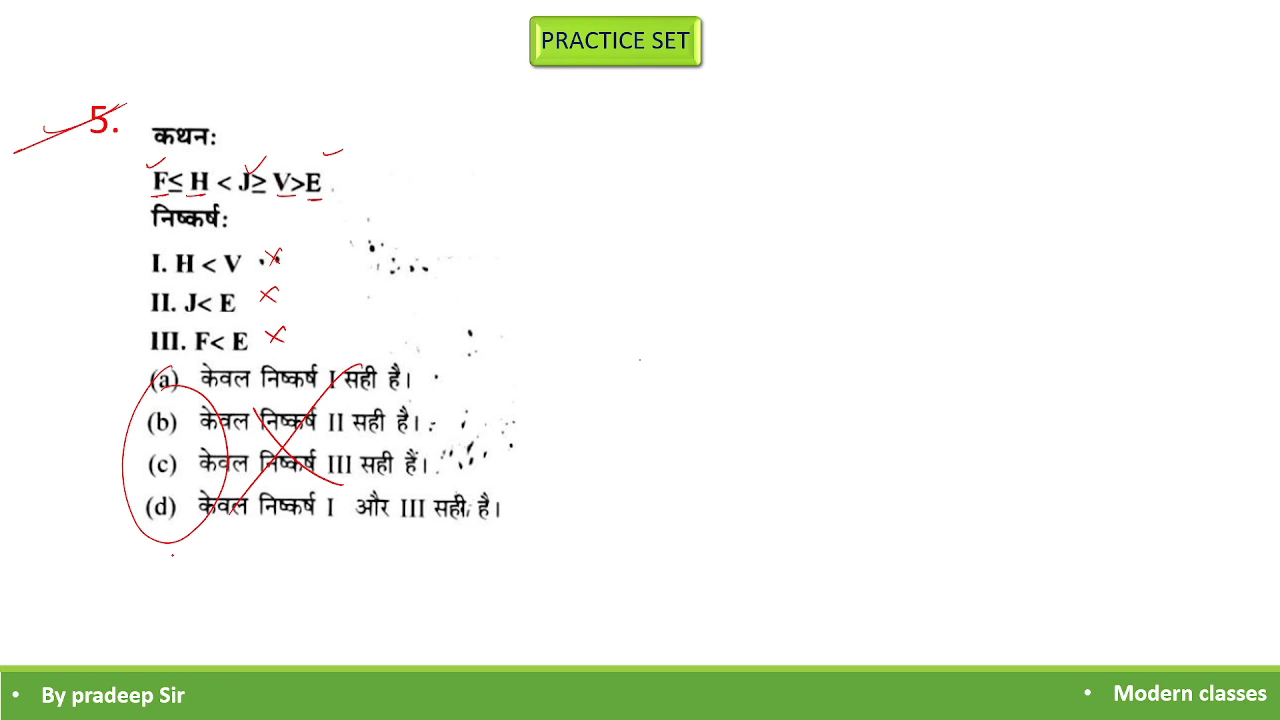 PRACTICE SET
5.
कथन:
F≤ H < J≥ V>E
निष्कर्ष:
I. H < V
II. J< E
III. F< E
(a) केवल निष्कर्ष I सही है।
(b) केवल निष्कर्ष II सही है।
(c) केवल निष्कर्ष III सही हैं।
(d) केवल निष्कर्ष I और III सही है।
• By pradeep Sir
• Modern classes